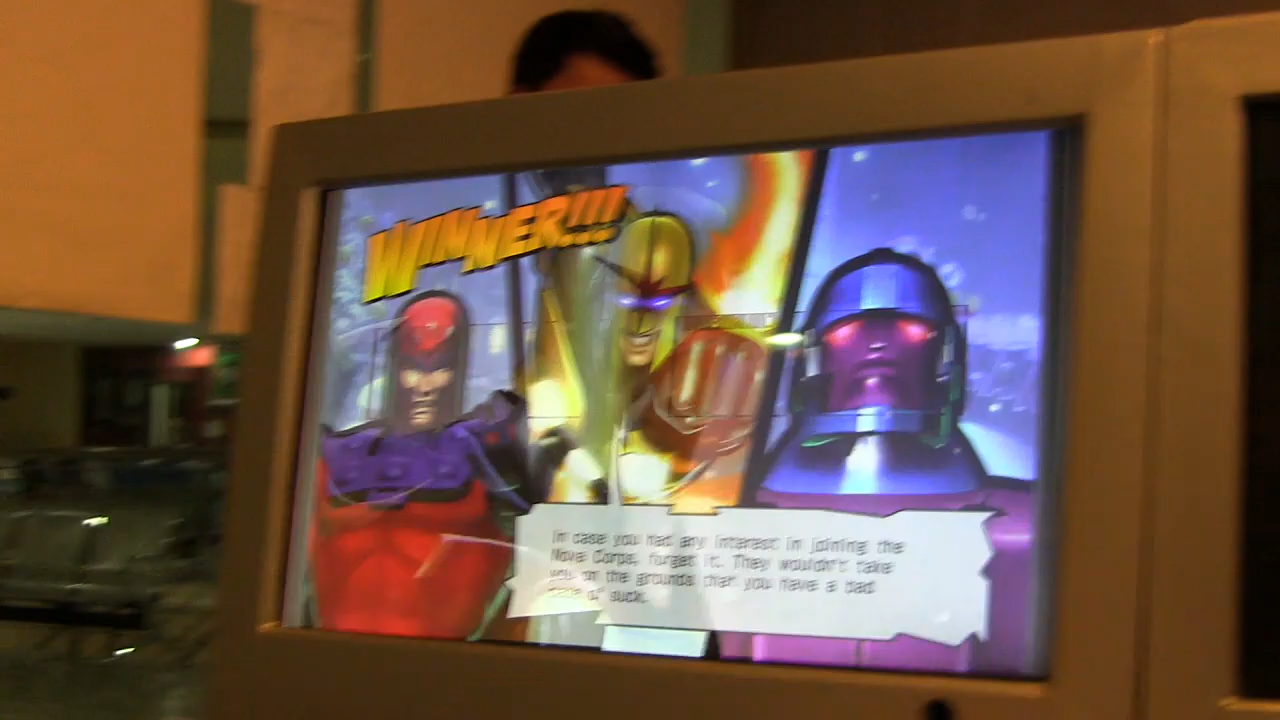 WINNER!!!
In case you had any interest in joining the
Nova Corps, forget it. They wouldn't take
you on the grounds that you have a bad
case of suck.